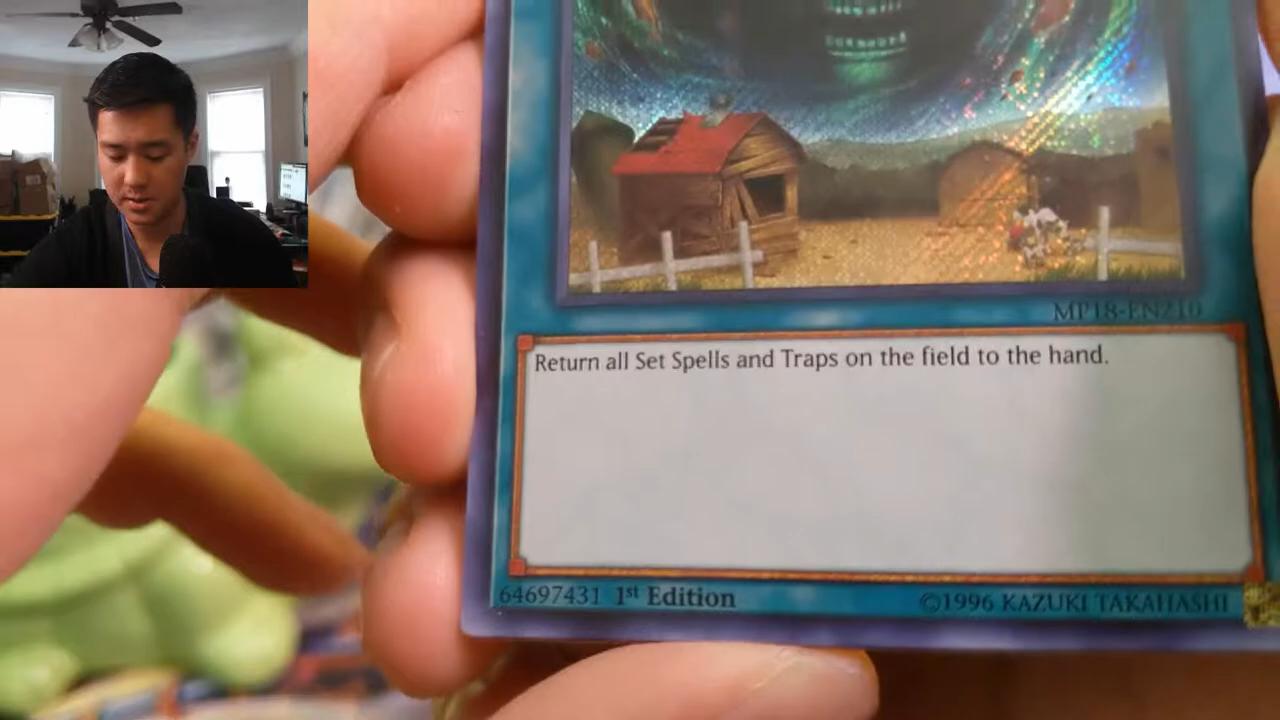 MP18-EN210
Return all Set Spells and Traps on the field to the hand.
64697431 1st Edition
©1996 KAZUKI TAKAHASHI